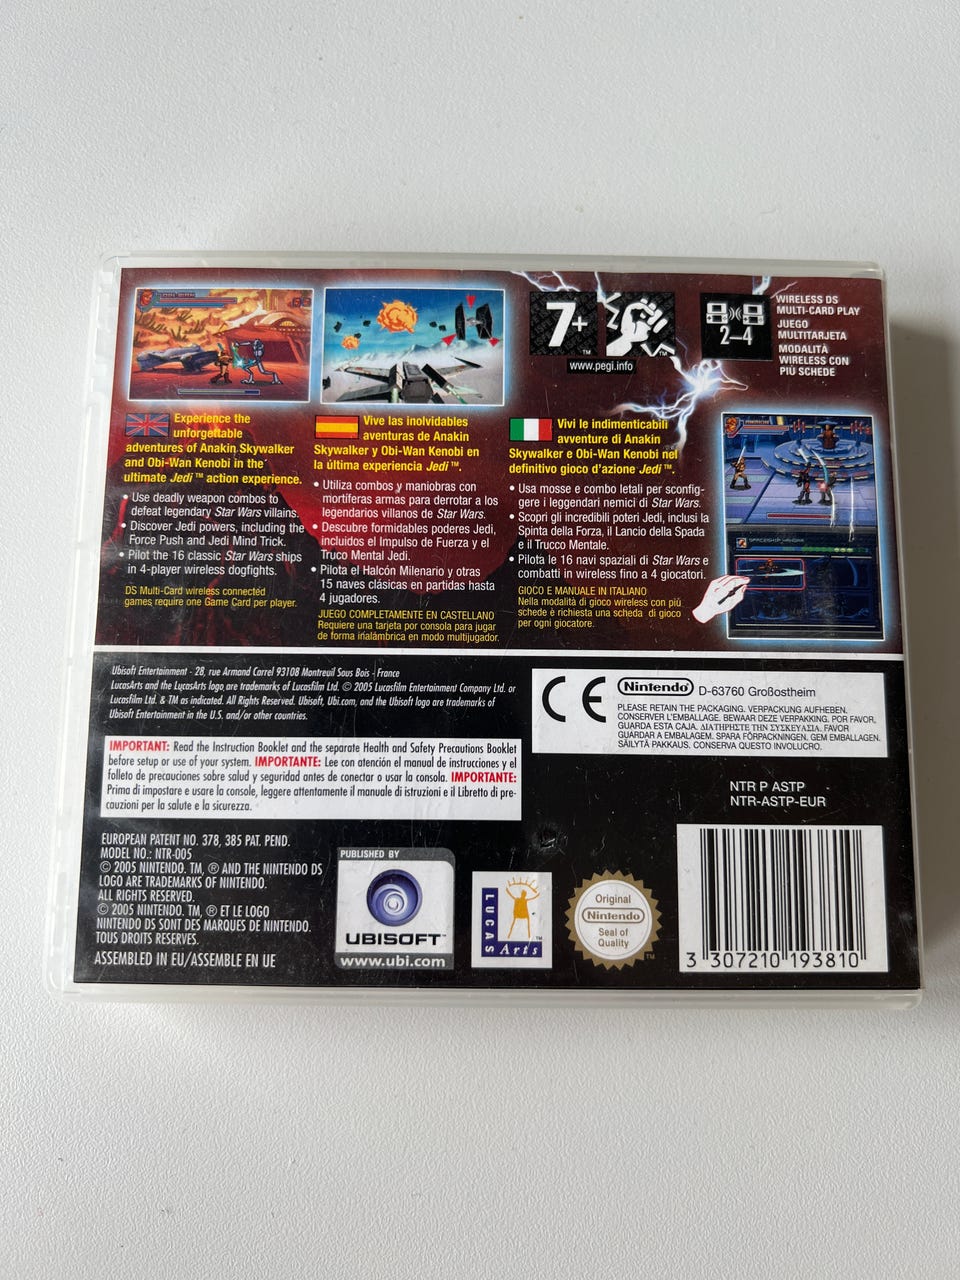 7+
™
™
www.pegi.info
2–4
WIRELESS DS
MULTI-CARD PLAY
JUEGO
MULTITARJETA
MODALITÀ
WIRELESS CON
PIÙ SCHEDE
Experience the
unforgettable
adventures of Anakin Skywalker
and Obi-Wan Kenobi in the
ultimate Jedi™ action experience.
• Use deadly weapon combos to
defeat legendary Star Wars villains.
• Discover Jedi powers, including the
Force Push and Jedi Mind Trick.
• Pilot the 16 classic Star Wars ships
in 4-player wireless dogfights.
DS Multi-Card wireless connected
games require one Game Card per player.
Vive las inolvidables
aventuras de Anakin
Skywalker y Obi-Wan Kenobi en
la última experiencia Jedi™.
• Utiliza combos y maniobras con
mortíferas armas para derrotar a los
legendarios villanos de Star Wars.
• Descubre formidables poderes Jedi,
incluidos el Impulso de Fuerza y el
Truco Mental Jedi.
• Pilota el Halcón Milenario y otras
15 naves clásicas en partidas hasta
4 jugadores.
JUEGO COMPLETAMENTE EN CASTELLANO
Requiere una tarjeta por consola para jugar
de forma inalámbrica en modo multijugador.
Vivi le indimenticabili
avventure di Anakin
Skywalker e Obi-Wan Kenobi nel
definitivo gioco d'azione Jedi™.
• Usa mosse e combo letali per sconfig-
gere i leggendari nemici di Star Wars.
• Scopri gli incredibili poteri Jedi, inclusi la
Spinta della Forza, il Lancio della Spada
e il Trucco Mentale.
• Pilota le 16 navi spaziali di Star Wars e
combatti in wireless fino a 4 giocatori.
GIOCO E MANUALE IN ITALIANO
Nella modalità di gioco wireless con più
schede è richiesta una scheda di gioco
per ogni giocatore.
SPACESHIP HANGAR
Ubisoft Entertainment - 28, rue Armand Carrel 93108 Montreuil Sous Bois - France
LucasArts and the LucasArts logo are trademarks of Lucasfilm Ltd. © 2005 Lucasfilm Entertainment Company Ltd. or
Lucasfilm Ltd. & TM as indicated. All Rights Reserved. Ubisoft, Ubi.com, and the Ubisoft logo are trademarks of
Ubisoft Entertainment in the U.S. and/or other countries.
IMPORTANT: Read the Instruction Booklet and the separate Health and Safety Precautions Booklet
before setup or use of your system. IMPORTANTE: Lee con atención el manual de instrucciones y el
folleto de precauciones sobre salud y seguridad antes de conectar o usar la consola. IMPORTANTE:
Prima di impostare e usare la console, leggere attentamente il manuale di istruzioni e il Libretto di pre-
cauzioni per la salute e la sicurezza.
CE
Nintendo®
D-63760 Großostheim
PLEASE RETAIN THE PACKAGING. VERPACKUNG AUFHEBEN.
CONSERVER L'EMBALLAGE. BEWAAR DEZE VERPAKKING. POR FAVOR,
GUARDA ESTA CAJA. ΔΙΑΤΗΡΗΣΤΕ ΤΗΝ ΣΥΣΚΕΥΑΣΙΑ. FAVOR
GUARDAR A EMBALAGEM. SPARA FÖRPACKNINGEN. GEM EMBALLAGEN.
SÄILYTÄ PAKKAUS. CONSERVA QUESTO INVOLUCRO.
NTR P ASTP
NTR-ASTP-EUR
EUROPEAN PATENT NO. 378, 385 PAT. PEND.
MODEL NO.: NTR-005
© 2005 NINTENDO. TM, ® AND THE NINTENDO DS
LOGO ARE TRADEMARKS OF NINTENDO.
ALL RIGHTS RESERVED.
© 2005 NINTENDO. TM, ® ET LE LOGO
NINTENDO DS SONT DES MARQUES DE NINTENDO.
TOUS DROITS RESERVES.
ASSEMBLED IN EU/ASSEMBLE EN UE
PUBLISHED BY
UBISOFT™
www.ubi.com
LUCAS
Arts
™
Original
Nintendo
Seal of
Quality
™
3 307210 193810